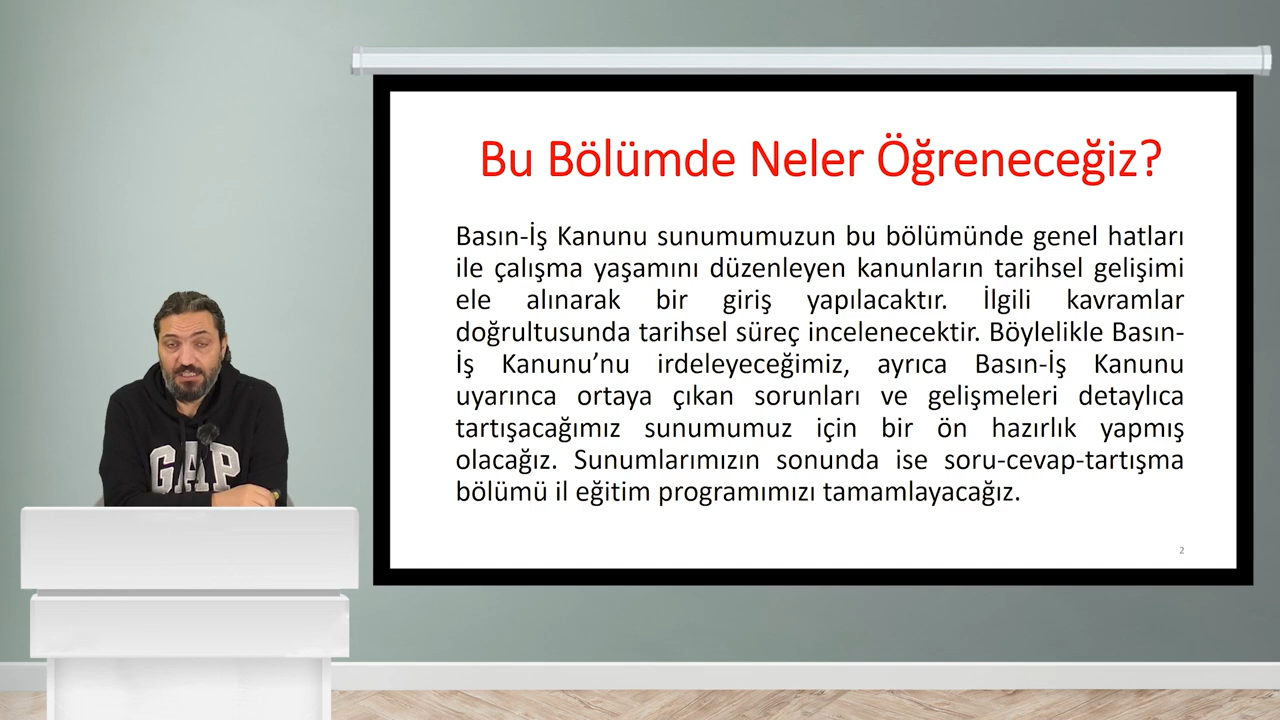 Bu Bölümde Neler Öğreneceğiz?
Basın-İş Kanunu sunumumuzun bu bölümünde genel hatları
ile çalışma yaşamını düzenleyen kanunların tarihsel gelişimi
ele alınarak bir giriş yapılacaktır. İlgili kavramlar
doğrultusunda tarihsel süreç incelenecektir. Böylelikle Basın-
İş Kanunu’nu irdeleyeceğimiz, ayrıca Basın-İş Kanunu
uyarınca ortaya çıkan sorunları ve gelişmeleri detaylıca
tartışacağımız sunumumuz için bir ön hazırlık yapmış
olacağız. Sunumlarımızın sonunda ise soru-cevap-tartışma
bölümü il eğitim programımızı tamamlayacağız.
2
GAP